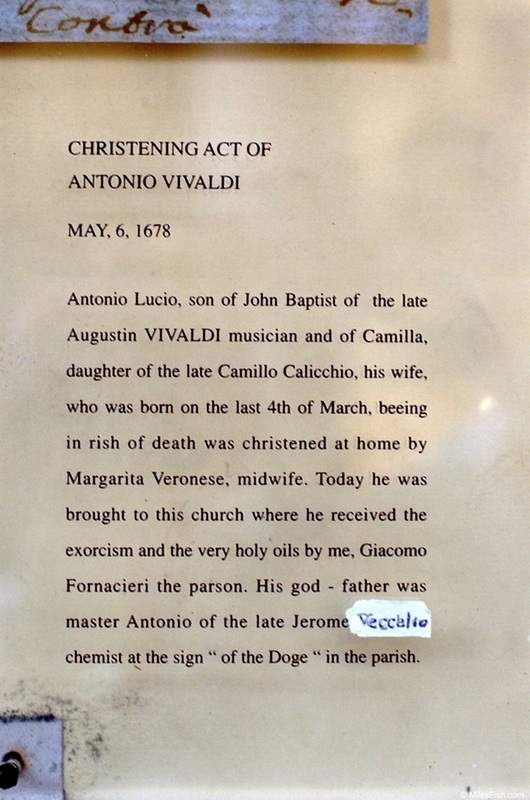 Contrà
CHRISTENING ACT OF
ANTONIO VIVALDI
MAY, 6, 1678
Antonio Lucio, son of John Baptist of the late
Augustin VIVALDI musician and of Camilla,
daughter of the late Camillo Calicchio, his wife,
who was born on the last 4th of March, beeing
in rish of death was christened at home by
Margarita Veronese, midwife. Today he was
brought to this church where he received the
exorcism and the very holy oils by me, Giacomo
Fornacieri the parson. His god - father was
master Antonio of the late Jerome Vecchio
chemist at the sign “ of the Doge “ in the parish.
© MilesFish.com